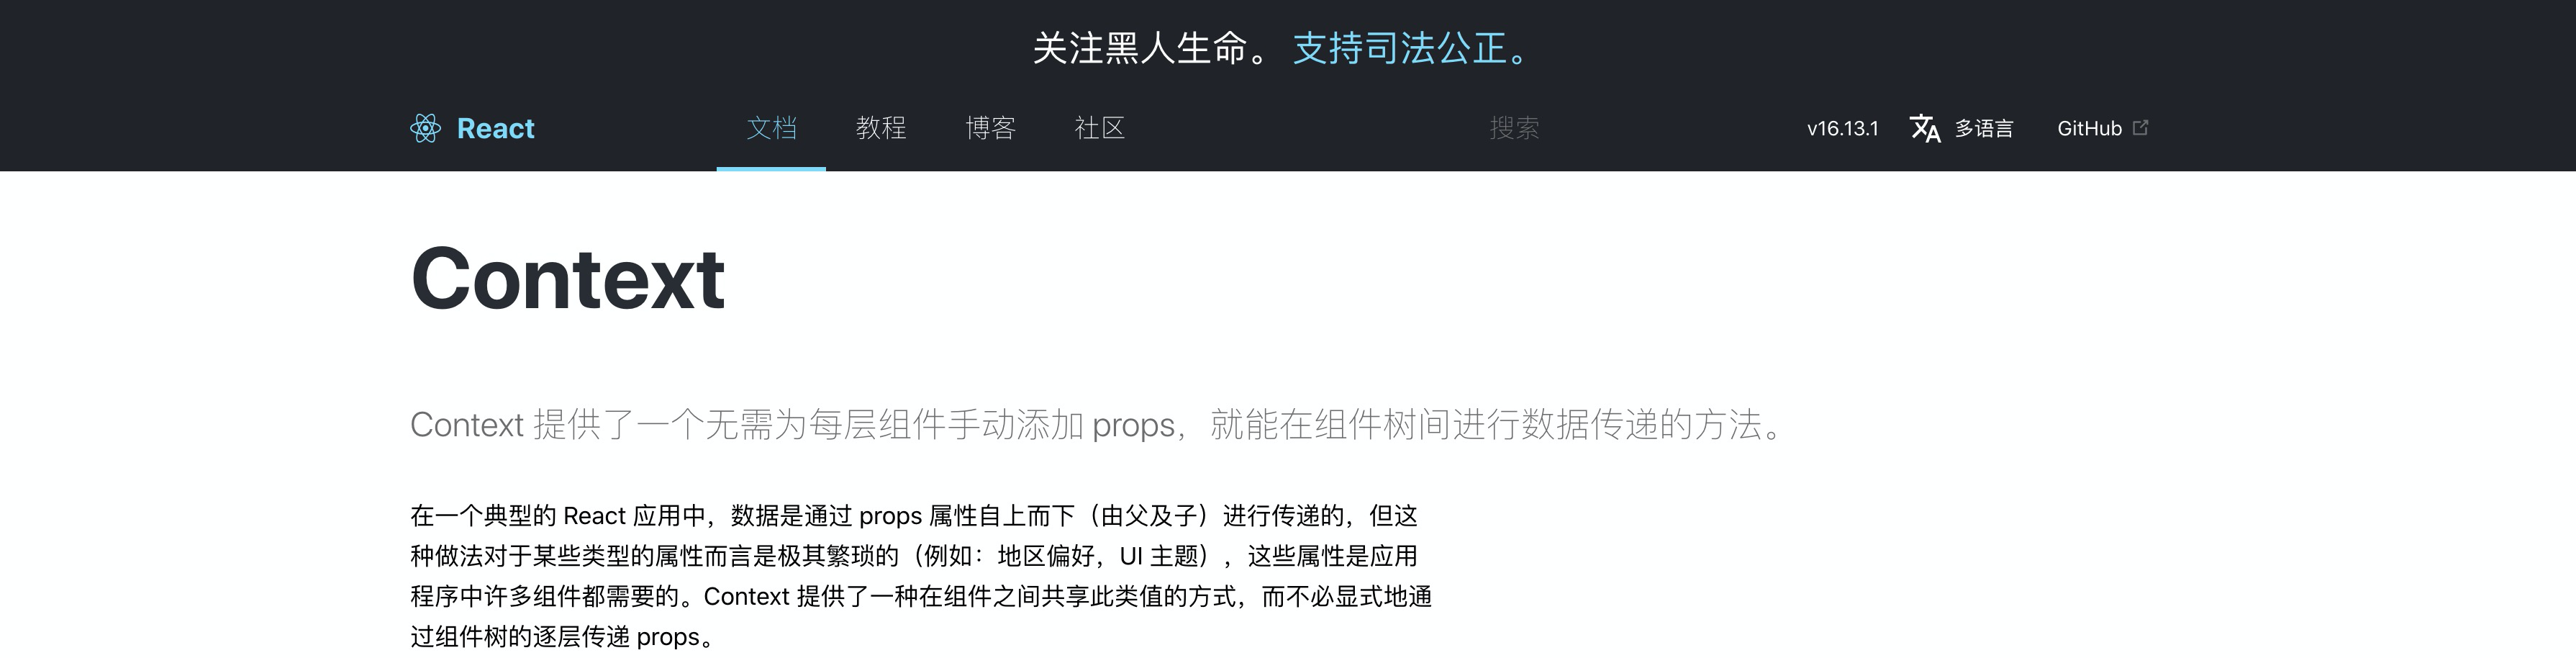 关注黑人生命。 支持司法公正。
React 文档 教程 博客 社区 搜索 v16.13.1 多语言 GitHub
Context
Context 提供了一个无需为每层组件手动添加 props，就能在组件树间进行数据传递的方法。
在一个典型的 React 应用中，数据是通过 props 属性自上而下（由父及子）进行传递的，但这
种做法对于某些类型的属性而言是极其繁琐的（例如：地区偏好，UI 主题），这些属性是应用
程序中许多组件都需要的。Context 提供了一种在组件之间共享此类值的方式，而不必显式地通
过组件树的逐层传递 props。